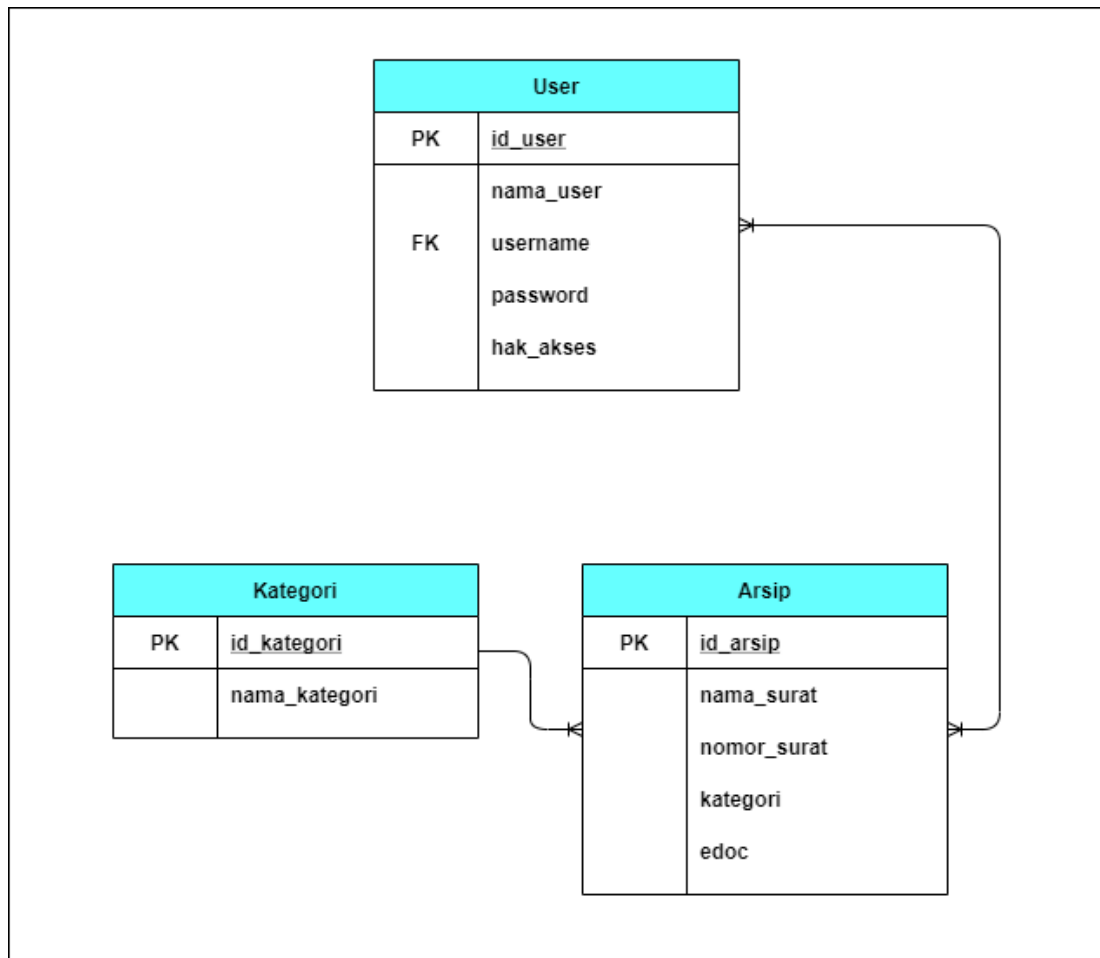 User
PK id_user
nama_user
FK username
password
hak_akses
Kategori
PK id_kategori
nama_kategori
Arsip
PK id_arsip
nama_surat
nomor_surat
kategori
edoc